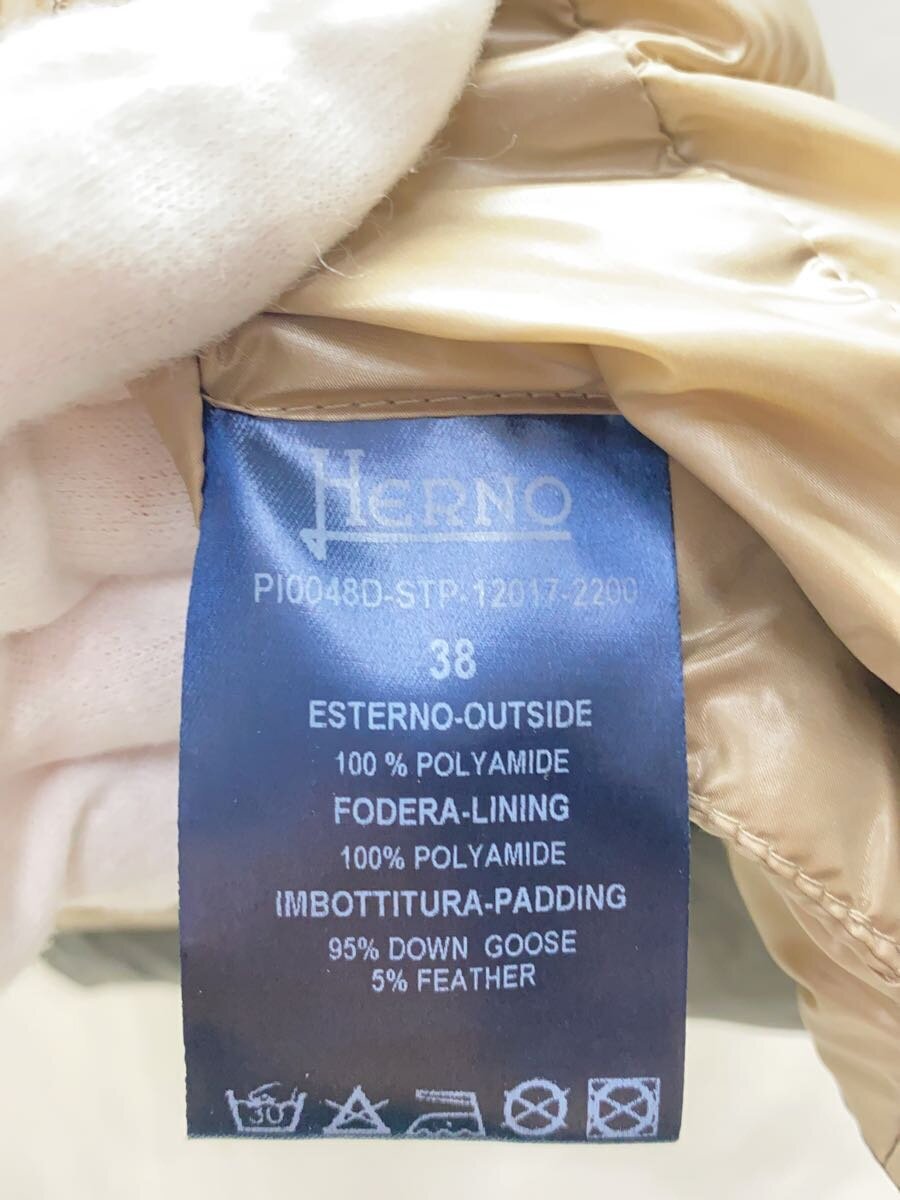 HERNO
PI0048D-STP-12017-2200
38
ESTERNO-OUTSIDE
100 % POLYAMIDE
FODERA-LINING
100% POLYAMIDE
IMBOTTITURA-PADDING
95% DOWN GOOSE
5% FEATHER
30